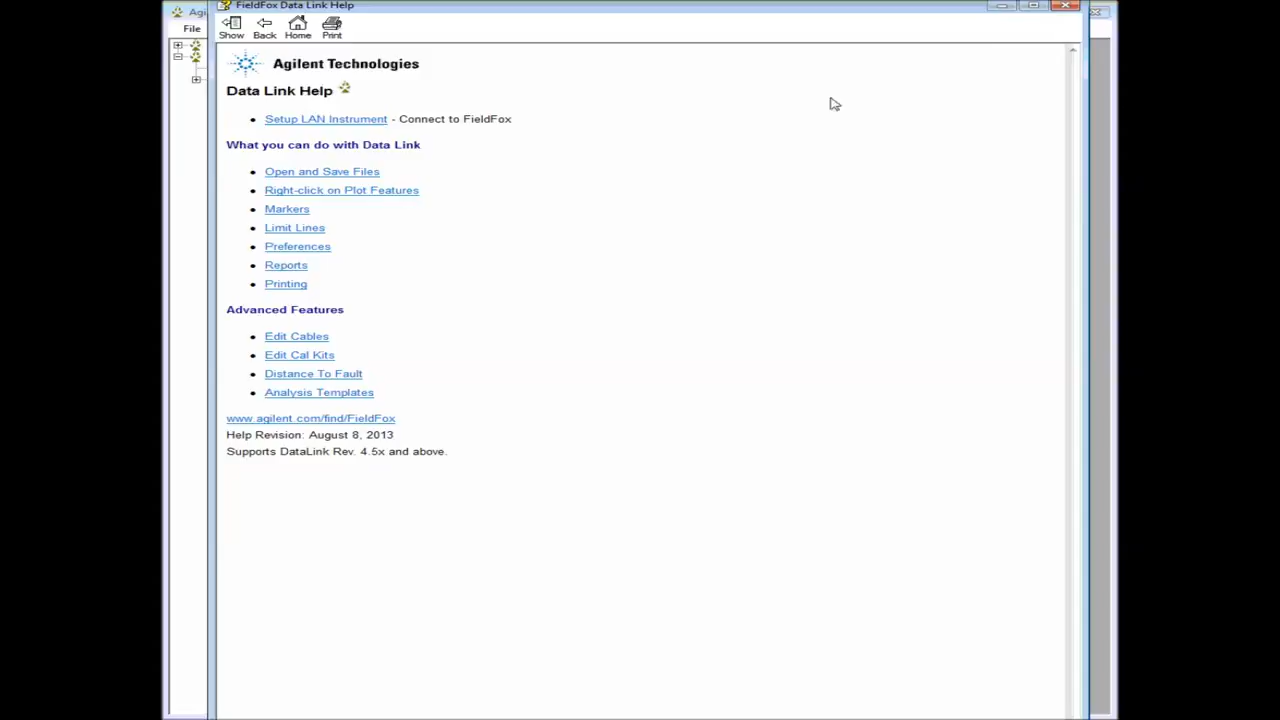 FieldFox Data Link Help
Agi
File
Show Back Home Print
Agilent Technologies
Data Link Help
• Setup LAN Instrument - Connect to FieldFox
What you can do with Data Link
• Open and Save Files
• Right-click on Plot Features
• Markers
• Limit Lines
• Preferences
• Reports
• Printing
Advanced Features
• Edit Cables
• Edit Cal Kits
• Distance To Fault
• Analysis Templates
www.agilent.com/find/FieldFox
Help Revision: August 8, 2013
Supports DataLink Rev. 4.5x and above.